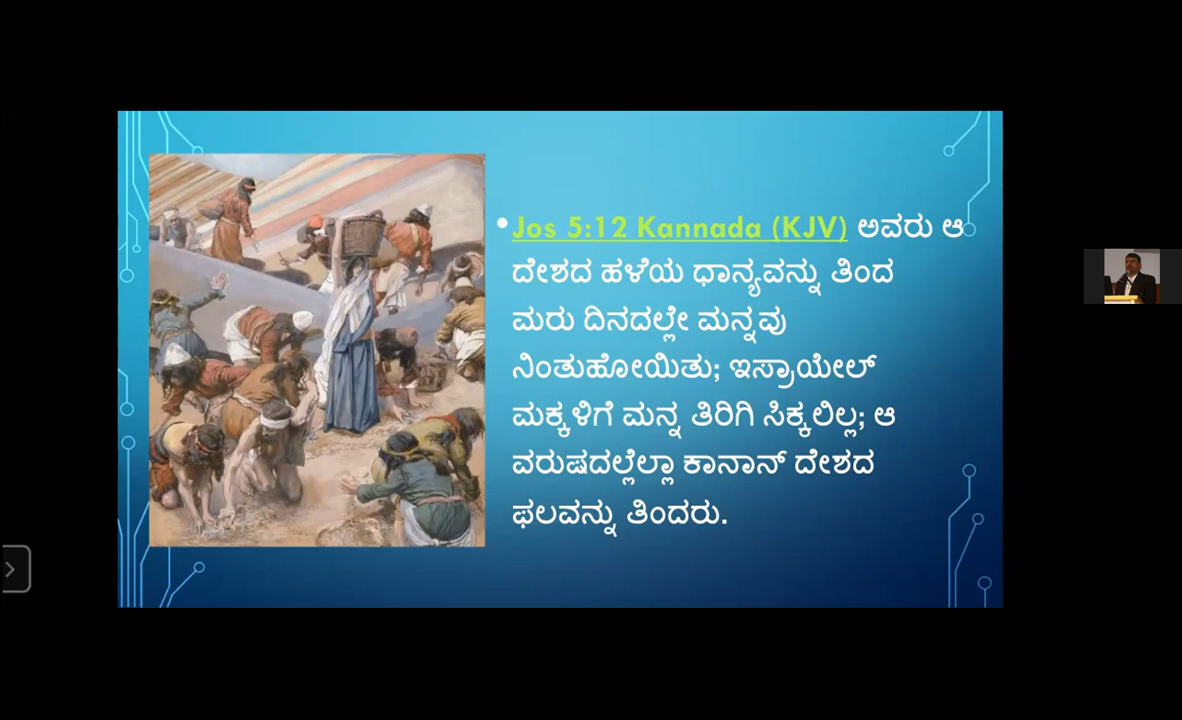 • Jos 5:12 Kannada (KJV) ಅವರು ಆ
ದೇಶದ ಹಳೆಯ ಧಾನ್ಯವನ್ನು ತಿಂದ
ಮರು ದಿನದಲ್ಲೇ ಮನ್ನವು
ನಿಂತುಹೋಯಿತು; ಇಸ್ರಾಯೇಲ್
ಮಕ್ಕಳಿಗೆ ಮನ್ನ ತಿರಿಗಿ ಸಿಕ್ಕಲಿಲ್ಲ; ಆ
ವರುಷದಲ್ಲೆಲ್ಲಾ ಕಾನಾನ್ ದೇಶದ
ಫಲವನ್ನು ತಿಂದರು.